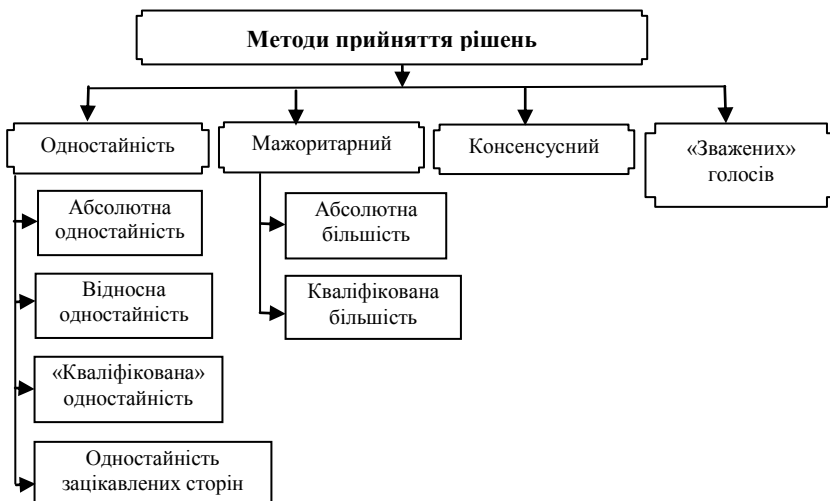 Методи прийняття рішень
Одностайність
Мажоритарний
Консенсусний
«Зважених»
голосів
Абсолютна
одностайність
Відносна
одностайність
«Кваліфікована»
одностайність
Одностайність
зацікавлених сторін
Абсолютна
більшість
Кваліфікована
більшість